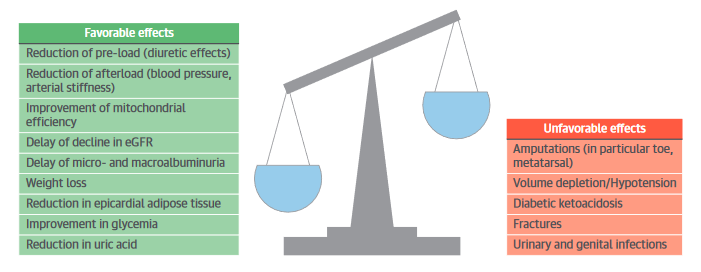 Favorable effects
Reduction of pre-load (diuretic effects)
Reduction of afterload (blood pressure,
arterial stiffness)
Improvement of mitochondrial
efficiency
Delay of decline in eGFR
Delay of micro- and macroalbuminuria
Weight loss
Reduction in epicardial adipose tissue
Improvement in glycemia
Reduction in uric acid
Unfavorable effects
Amputations (in particular toe,
metatarsal)
Volume depletion/Hypotension
Diabetic ketoacidosis
Fractures
Urinary and genital infections